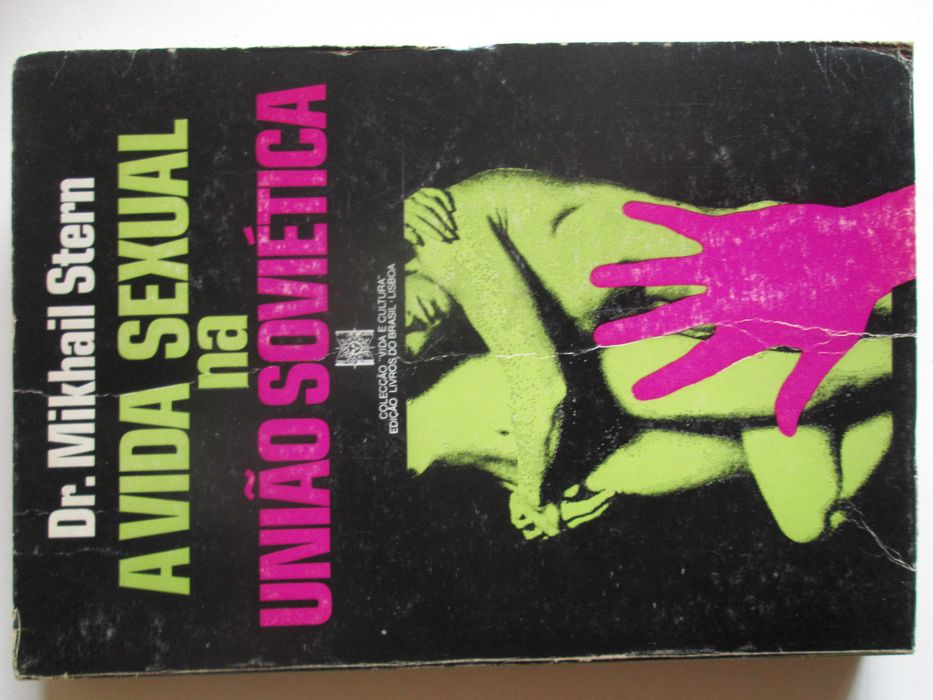 Dr. Mikhail Stern
A VIDA SEXUAL
na
UNIÃO SOVIÉTICA
COLECÇÃO "VIDA E CULTURA"
EDIÇÃO LIVROS DO BRASIL · LISBOA